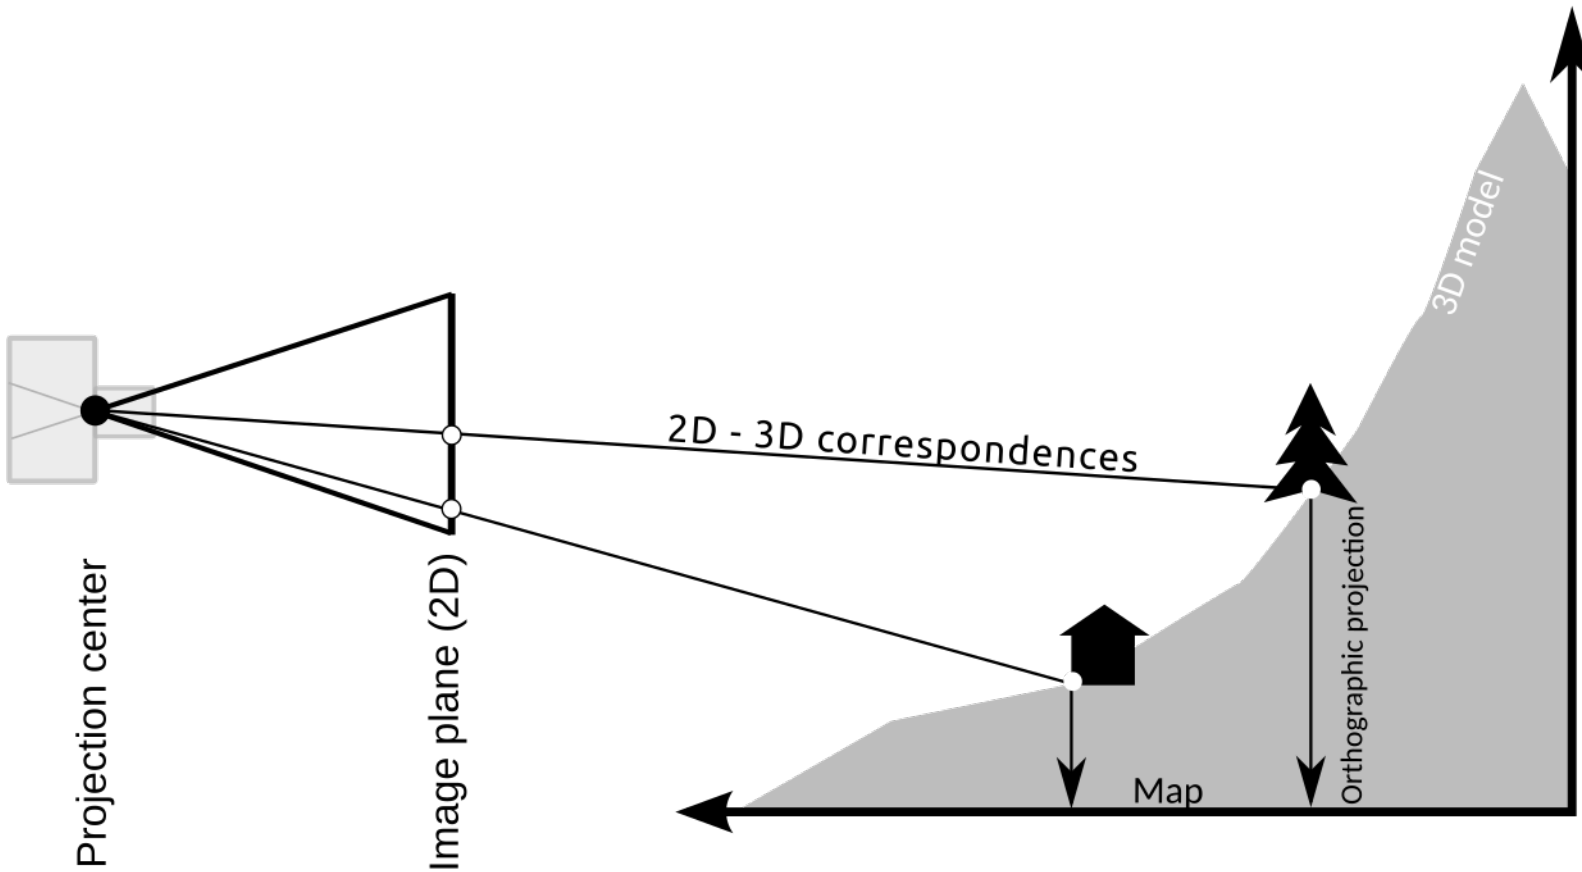 Projection center
Image plane (2D)
2D - 3D correspondences
3D model
Orthographic projection
Map